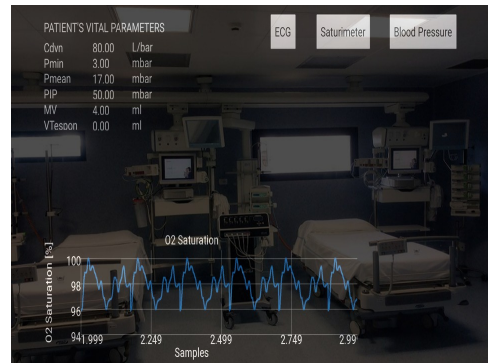 PATIENT'S VITAL PARAMETERS
Cdvn 80.00 L/bar
Pmin 3.00 mbar
Pmean 17.00 mbar
PIP 50.00 mbar
MV 4.00 ml
VTespon 0.00 ml
ECG
Saturimeter
Blood Pressure
O2 Saturation
O2 Saturation [%]
100
98
96
94
1.999 2.249 2.499 2.749 2.99
Samples